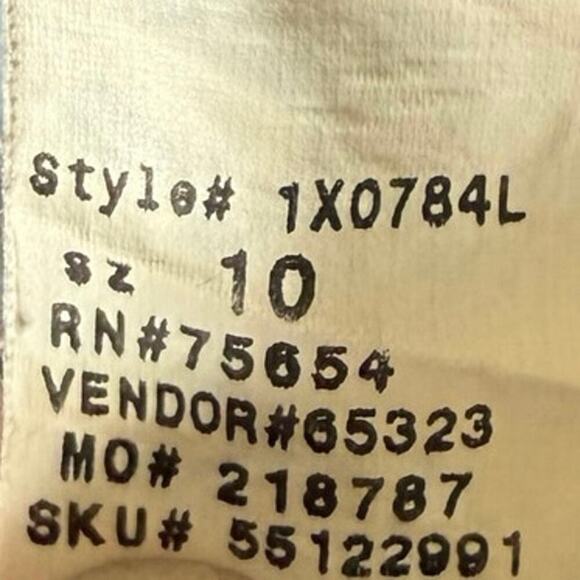 Style# 1X0784L
sz 10
RN#75654
VENDOR#65323
MO# 218787
SKU# 55122991